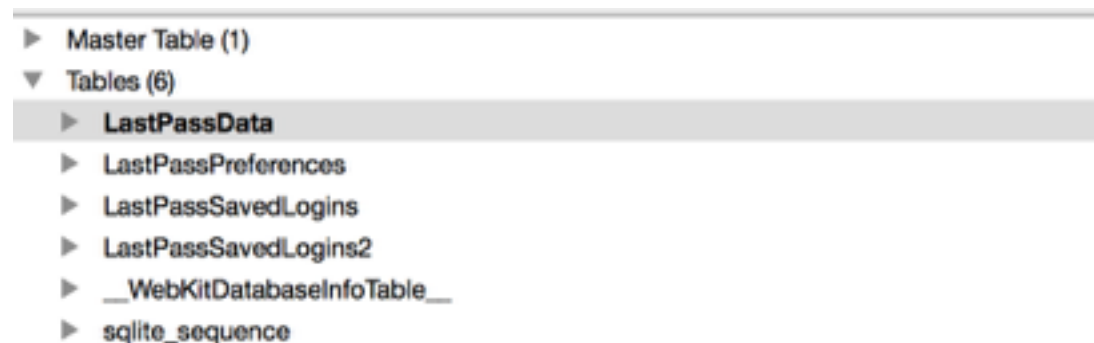 Master Table (1)
Tables (6)
LastPassData
LastPassPreferences
LastPassSavedLogins
LastPassSavedLogins2
__WebKitDatabaseInfoTable__
sqlite_sequence